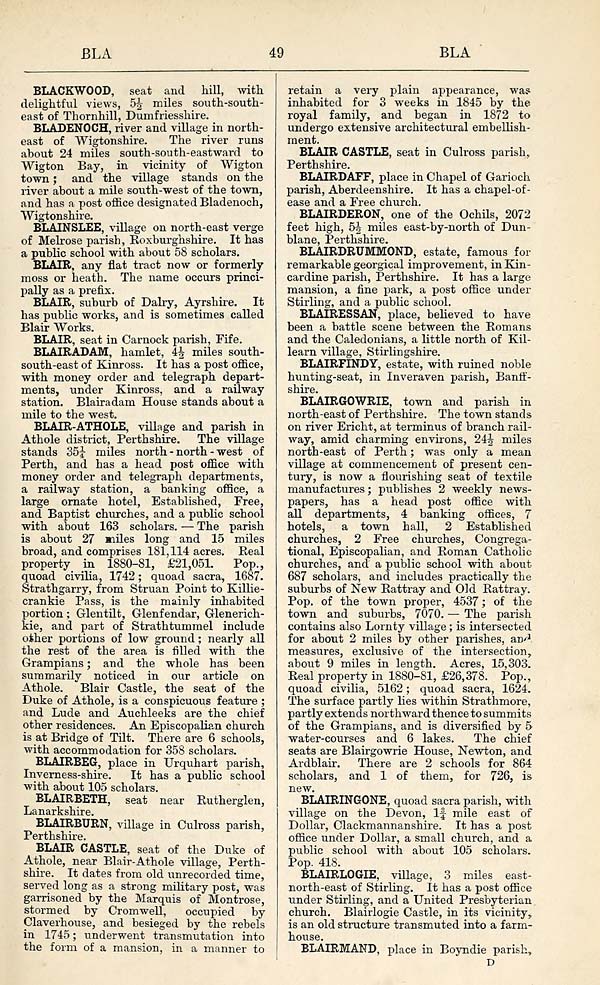 BLA 49 BLA
BLACKWOOD, seat and hill, with
delightful views, 5½ miles south-south-
east of Thornhill, Dumfriesshire.
BLADENOCH, river and village in north-
east of Wigtonshire. The river runs
about 24 miles south-south-eastward to
Wigton Bay, in vicinity of Wigton
town; and the village stands on the
river about a mile south-west of the town,
and has a post office designated Bladenoch,
Wigtonshire.
BLAINSLEE, village on north-east verge
of Melrose parish, Roxburghshire. It has
a public school with about 58 scholars.
BLAIR, any flat tract now or formerly
moss or heath. The name occurs princi-
pally as a prefix.
BLAIR, suburb of Dalry, Ayrshire. It
has public works, and is sometimes called
Blair Works.
BLAIR, seat in Carnock parish, Fife.
BLAIRADAM, hamlet, 4½ miles south-
south-east of Kinross. It has a post office,
with money order and telegraph depart-
ments, under Kinross, and a railway
station. Blairadam House stands about a
mile to the west.
BLAIR-ATHOLE, village and parish in
Athole district, Perthshire. The village
stands 35¼ miles north-north-west of
Perth, and has a head post office with
money order and telegraph departments,
a railway station, a banking office, a
large ornate hotel, Established, Free,
and Baptist churches, and a public school
with about 163 scholars. — The parish
is about 27 miles long and 15 miles
broad, and comprises 181,114 acres. Real
property in 1880-81, £21,051. Pop.,
quoad civilia, 1742; quoad sacra, 1687.
Strathgarry, from Struan Point to Killie-
crankie Pass, is the mainly inhabited
portion; Glentilt, Glenfendar, Glenerich-
kie, and part of Strathtummel include
other portions of low ground; nearly all
the rest of the area is filled with the
Grampians; and the whole has been
summarily noticed in our article on
Athole. Blair Castle, the seat of the
Duke of Athole, is a conspicuous feature;
and Lude and Auchleeks are the chief
other residences. An Episcopalian church
is at Bridge of Tilt. There are 6 schools,
with accommodation for 358 scholars.
BLAIRBEG, place in Urquhart parish,
Inverness-shire. It has a public school
with about 105 scholars.
BLAIRBETH, seat near Rutherglen,
Lanarkshire.
BLAIRBURN, village in Culross parish,
Perthshire.
BLAIR CASTLE, seat of the Duke of
Athole, near Blair-Athole village, Perth-
shire. It dates from old unrecorded time,
served long as a strong military post, was
garrisoned by the Marquis of Montrose,
stormed by Cromwell, occupied by
Claverhouse, and besieged by the rebels
in 1745; underwent transmutation into
the form of a mansion, in a manner to
retain a very plain appearance, was
inhabited for 3 weeks in 1845 by the
royal family, and began in 1872 to
undergo extensive architectural embellish-
ment.
BLAIR CASTLE, seat in Culross parish,
Perthshire.
BLAIRDAFF, place in Chapel of Garioch
parish, Aberdeenshire. It has a chapel-of-
ease and a Free church.
BLAIRDERON, one of the Ochils, 2072
feet high, 5½ miles east-by-north of Dun-
blane, Perthshire.
BLAIRDRUMMOND, estate, famous for
remarkable georgical improvement, in Kin-
cardine parish, Perthshire. It has a large
mansion, a fine park, a post office under
Stirling, and a public school.
BLAIRESSAN, place, believed to have
been a battle scene between the Romans
and the Caledonians, a little north of Kil-
learn village, Stirlingshire.
BLAIRFINDY, estate, with ruined noble
hunting-seat, in Inveraven parish, Banff-
shire.
BLAIRGOWRIE, town and parish in
north-east of Perthshire. The town stands
on river Ericht, at terminus of branch rail-
way, amid charming environs, 24½ miles
north-east of Perth; was only a mean
village at commencement of present cen-
tury, is now a flourishing seat of textile
manufactures; publishes 2 weekly news-
papers, has a head post office with
all departments, 4 banking offices, 7
hotels, a town hall, 2 Established
churches, 2 Free churches, Congrega-
tional, Episcopalian, and Roman Catholic
churches, and a public school with about
687 scholars, and includes practically the
suburbs of New Rattray and Old Rattray.
Pop. of the town proper, 4537; of the
town and suburbs, 7070. — The parish
contains also Lornty village; is intersected
for about 2 miles by other parishes, and
measures, exclusive of the intersection,
about 9 miles in length. Acres, 15,303.
Real property in 1880-81, £26,378. Pop.,
quoad civilia, 5162; quoad sacra, 1624.
The surface partly lies within Strathmore,
partly extends northward thence to summits
of the Grampians, and is diversified by 5
water-courses and 6 lakes. The chief
seats are Blairgowrie House, Newton, and
Ardblair. There are 2 schools for 864
scholars, and 1 of them, for 726, is
new.
BLAIRINGONE, quoad sacra parish, with
village on the Devon, 1¾ mile east of
Dollar, Clackmannanshire. It has a post
office under Dollar, a small church, and a
public school with about 105 scholars.
Pop. 418.
BLAIRLOGIE, village, 3 miles east-
north-east of Stirling. It has a post office
under Stirling, and a United Presbyterian
church. Blairlogie Castle, in its vicinity,
is an old structure transmuted into a farm-
house.
BLAIRMAND, place in Boyndie parish,
D